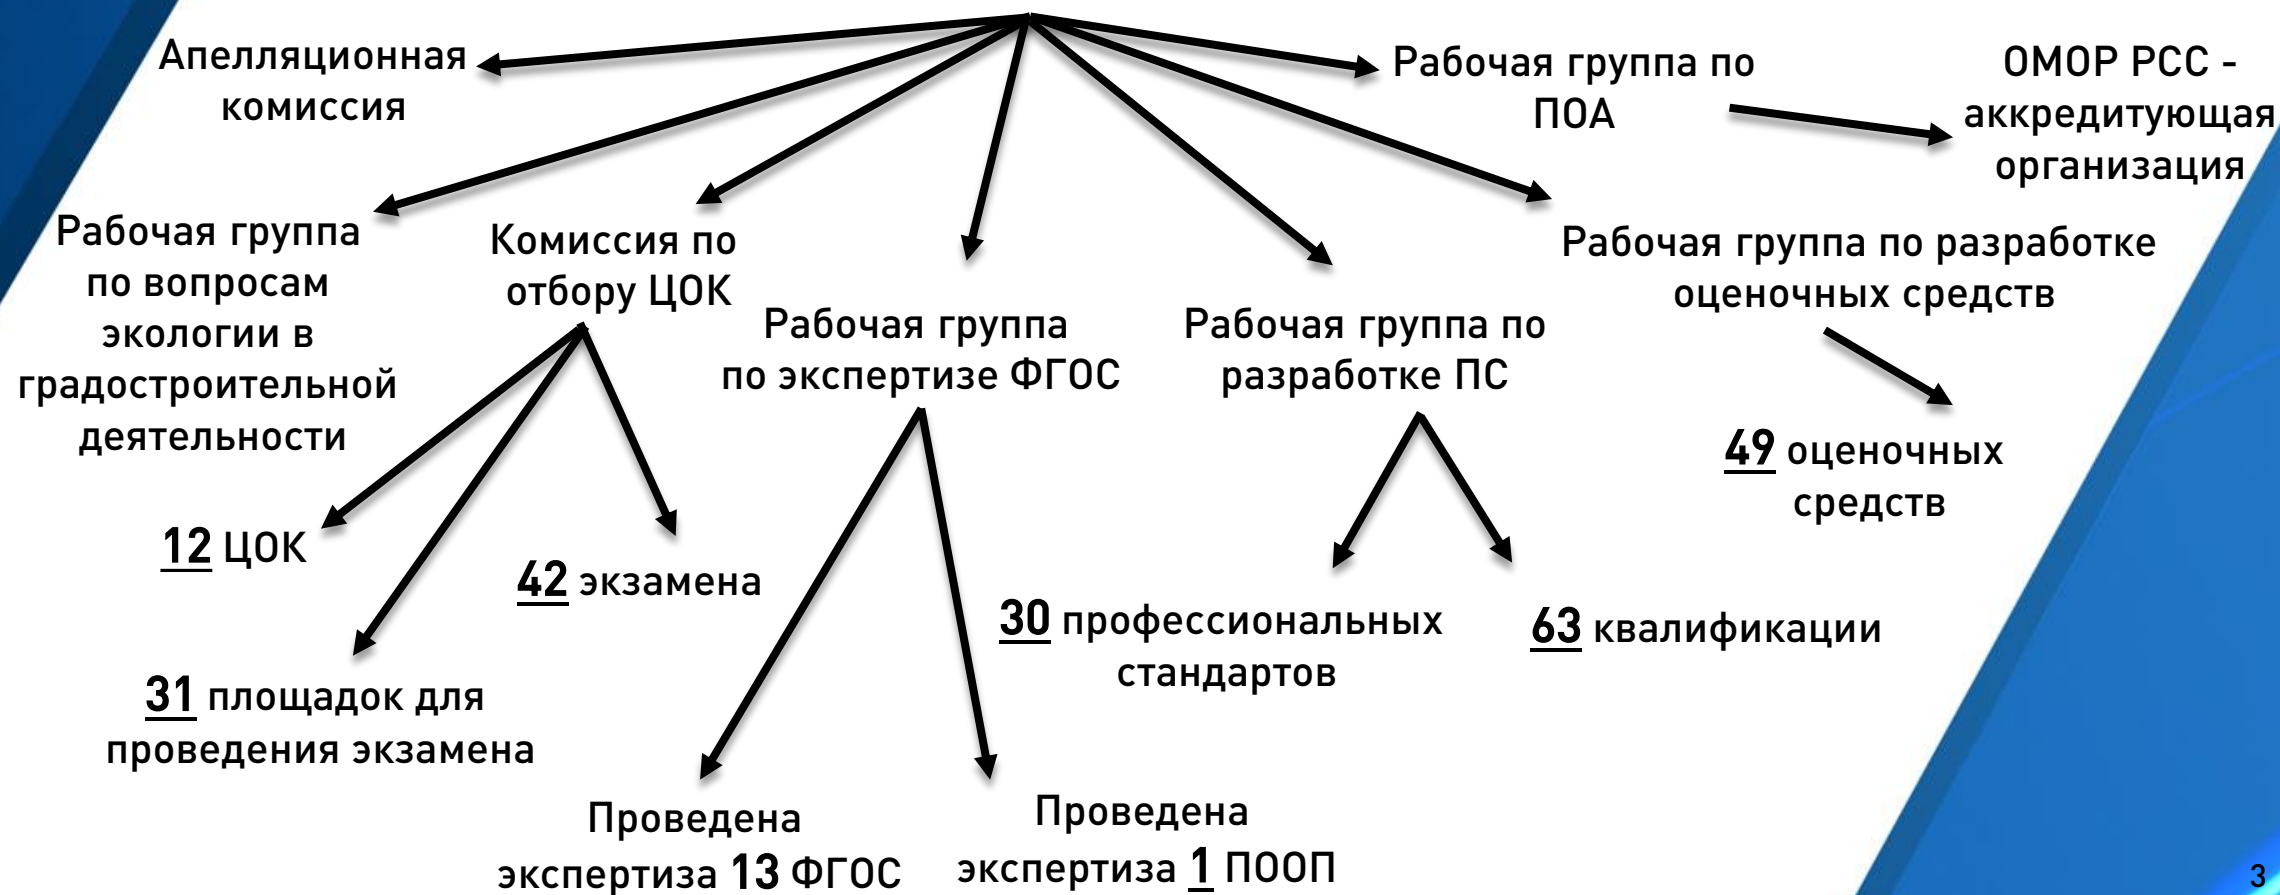 Апелляционная
комиссия
Рабочая группа по
ПОА
ОМОР РСС -
аккредитующая
организация
Рабочая группа
по вопросам
экологии в
градостроительной
деятельности
Комиссия по
отбору ЦОК
Рабочая группа
по экспертизе ФГОС
Рабочая группа по
разработке ПС
Рабочая группа по разработке
оценочных средств
49 оценочных
средств
12 ЦОК
42 экзамена
31 площадок для
проведения экзамена
30 профессиональных
стандартов
63 квалификации
Проведена
экспертиза 13 ФГОС
Проведена
экспертиза 1 ПООП
3